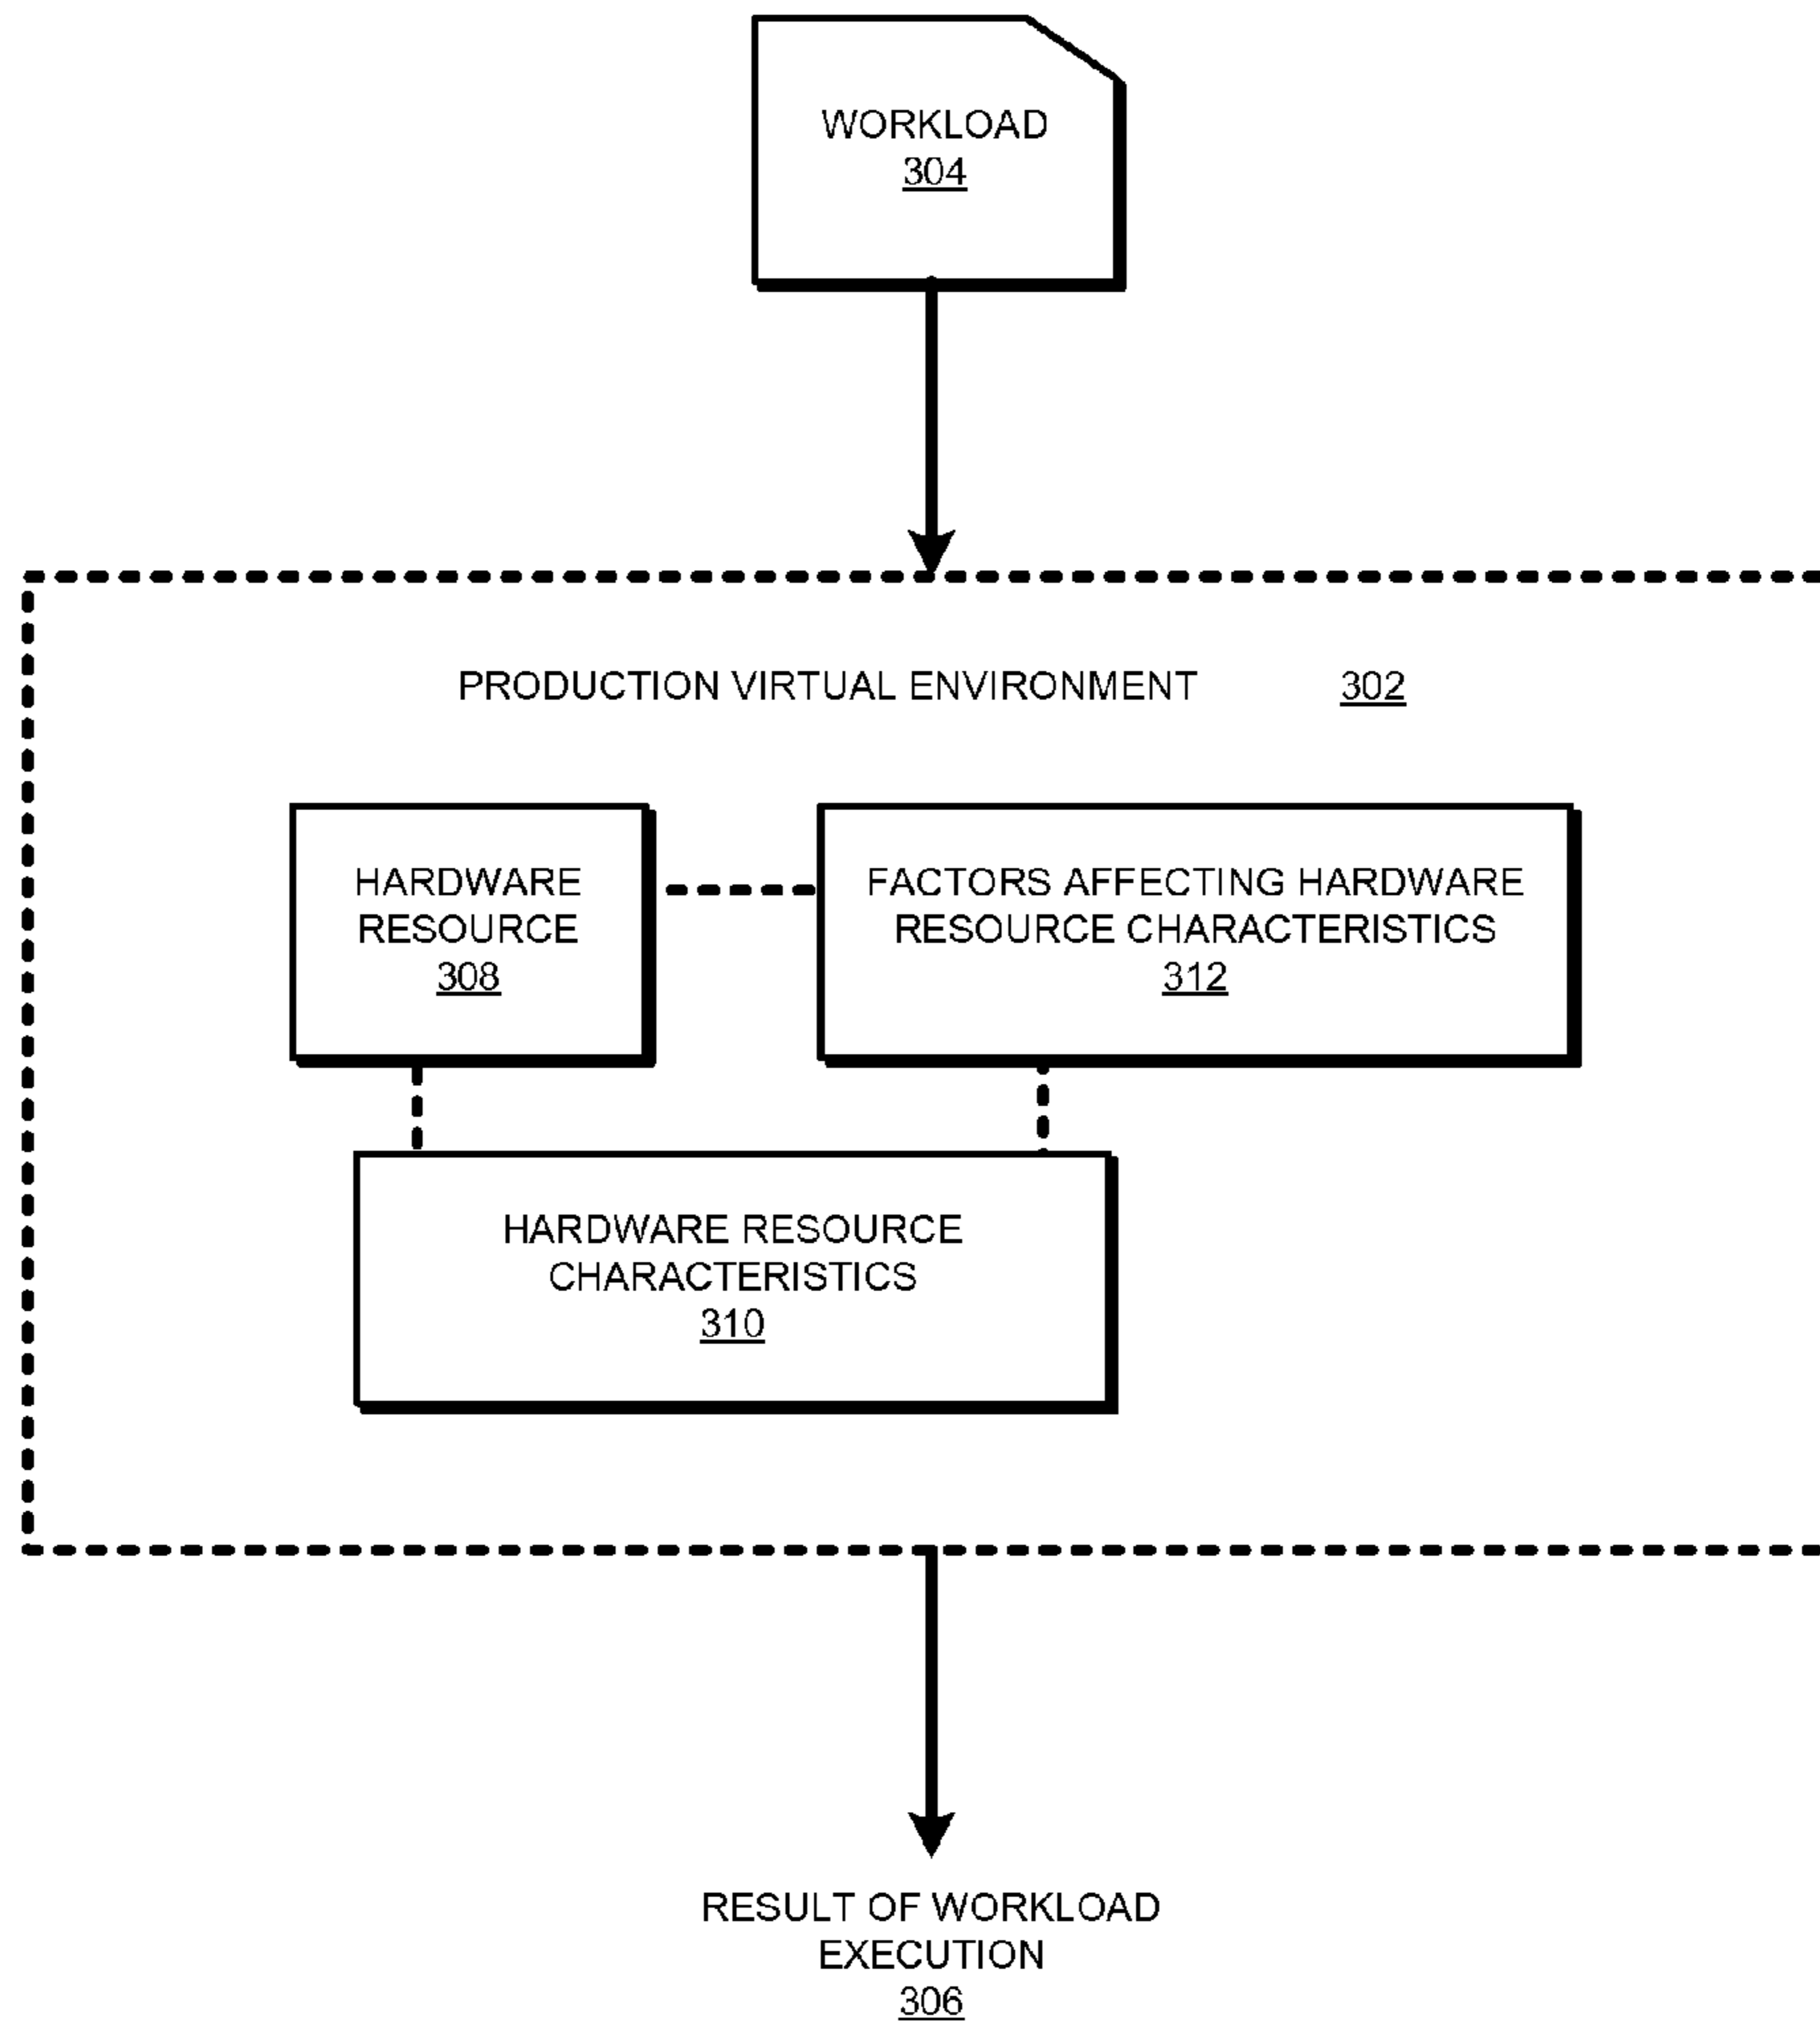 WORKLOAD
304
PRODUCTION VIRTUAL ENVIRONMENT 302
HARDWARE
RESOURCE
308
FACTORS AFFECTING HARDWARE
RESOURCE CHARACTERISTICS
312
HARDWARE RESOURCE
CHARACTERISTICS
310
RESULT OF WORKLOAD
EXECUTION
306